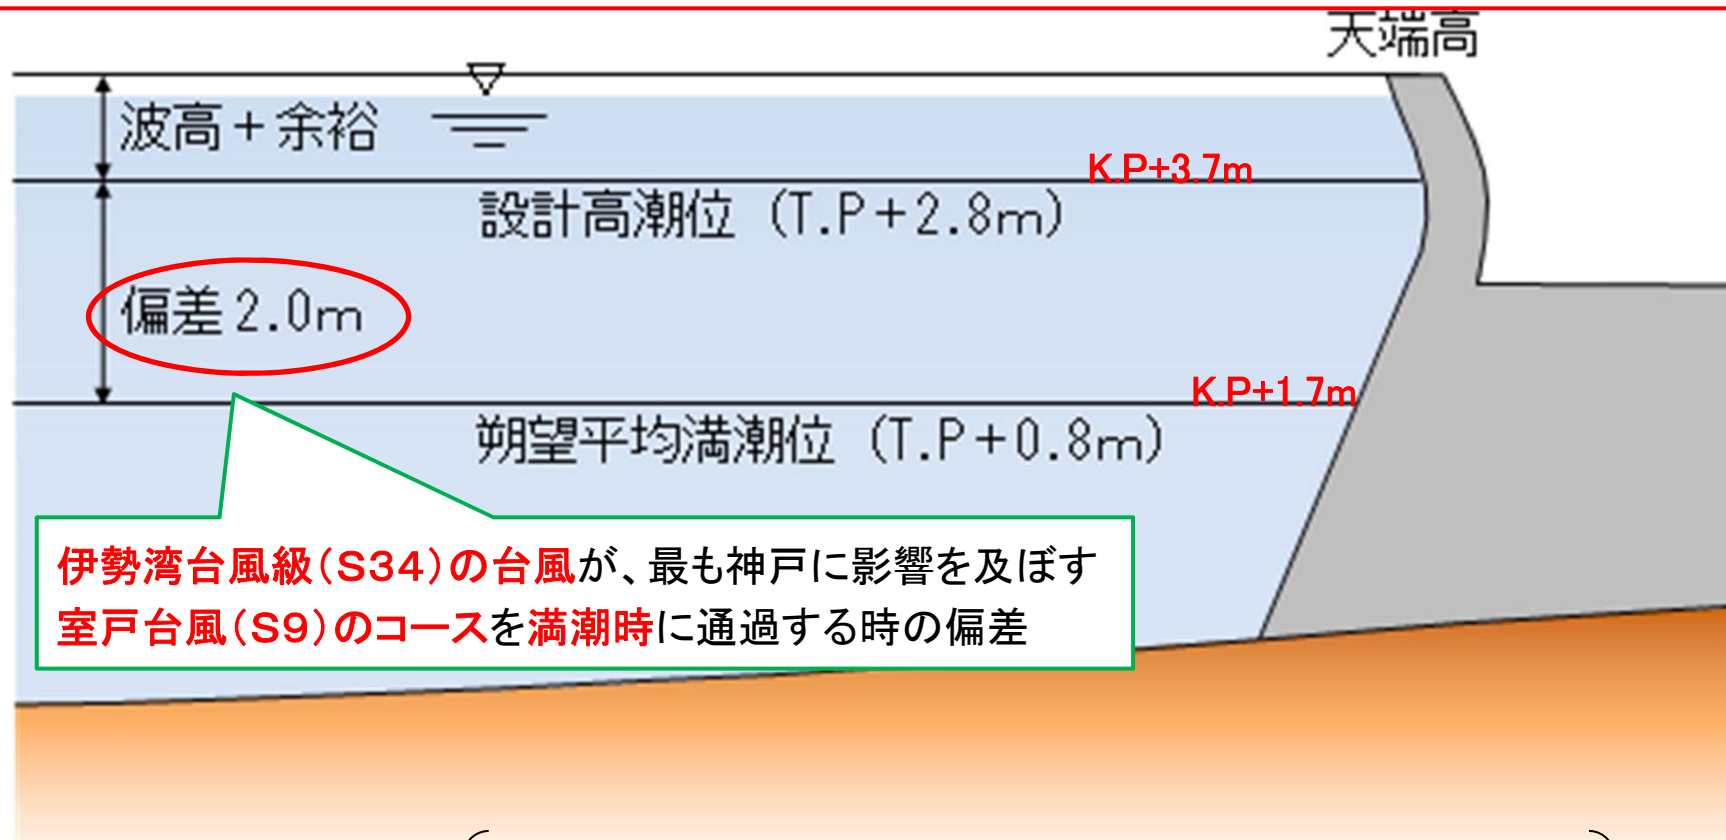 天端高
波高＋余裕
K.P+3.7m
設計高潮位（T.P＋2.8m）
偏差2.0m
K.P+1.7m
朔望平均満潮位（T.P＋0.8m）
伊勢湾台風級（S34）の台風が、最も神戸に影響を及ぼす
室戸台風（S9）のコースを満潮時に通過する時の偏差